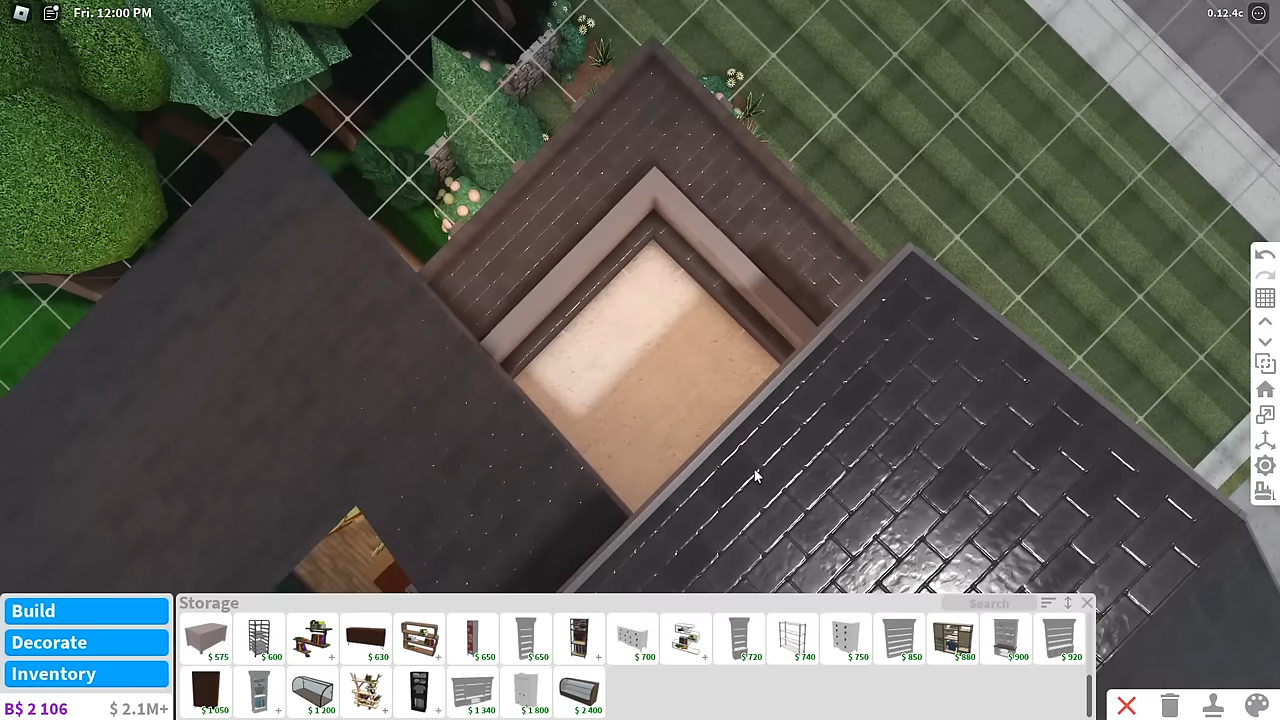 Fri. 12:00 PM
0.12.4c
Build
Decorate
Inventory
B$ 2 106
$ 2.1M+
Storage
Search
$ 575
$ 600
+
$ 630
+
$ 650
$ 650
+
$ 700
+
$ 720
$ 740
$ 750
$ 850
$ 880
$ 900
$ 920
$ 1 050
+
$ 1 200
+
+
$ 1 340
$ 1 800
$ 2 400